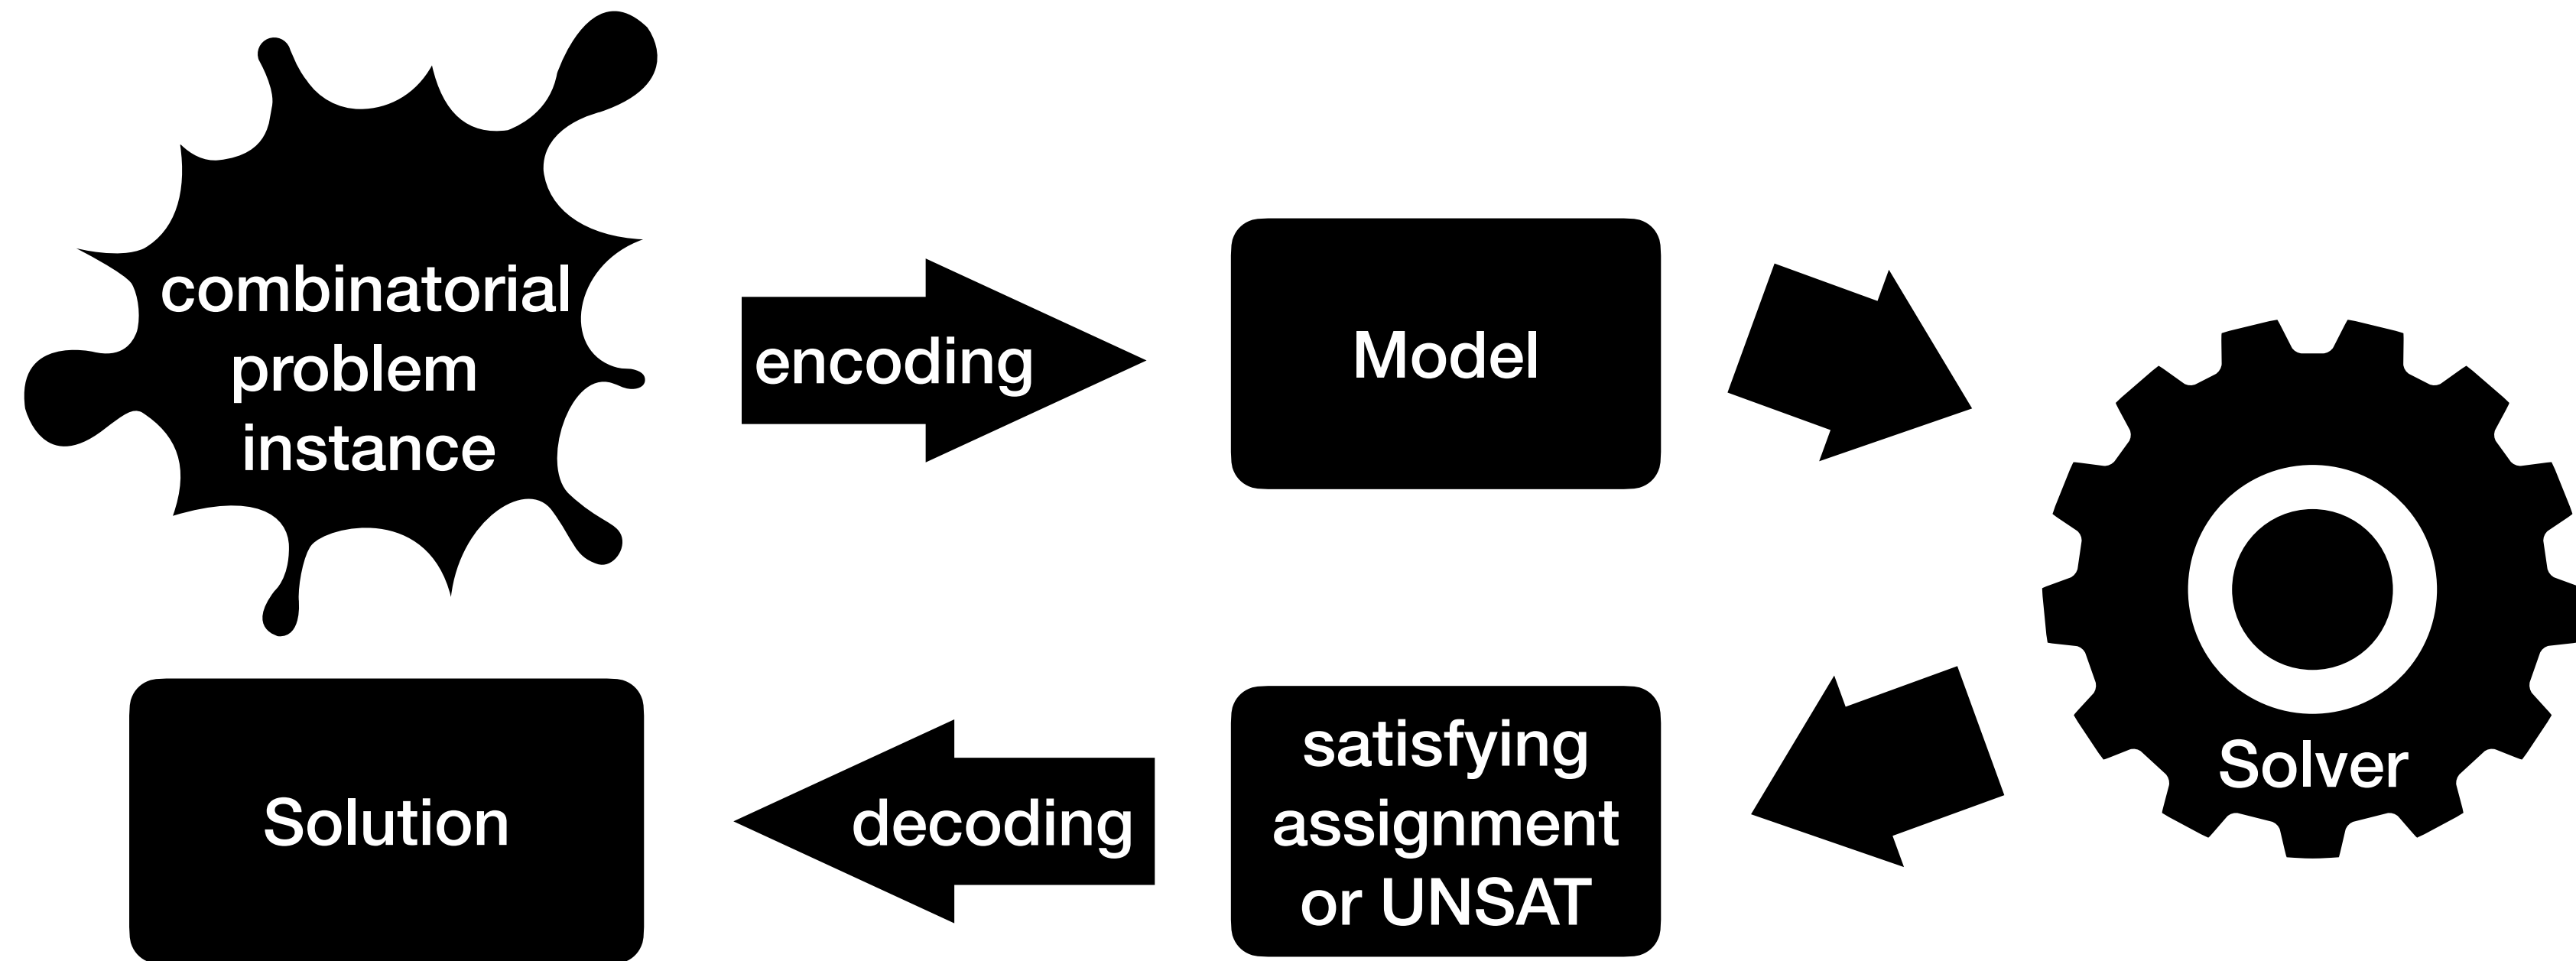 combinatorial
problem
instance
encoding
Model
Solver
satisfying
assignment
or UNSAT
decoding
Solution